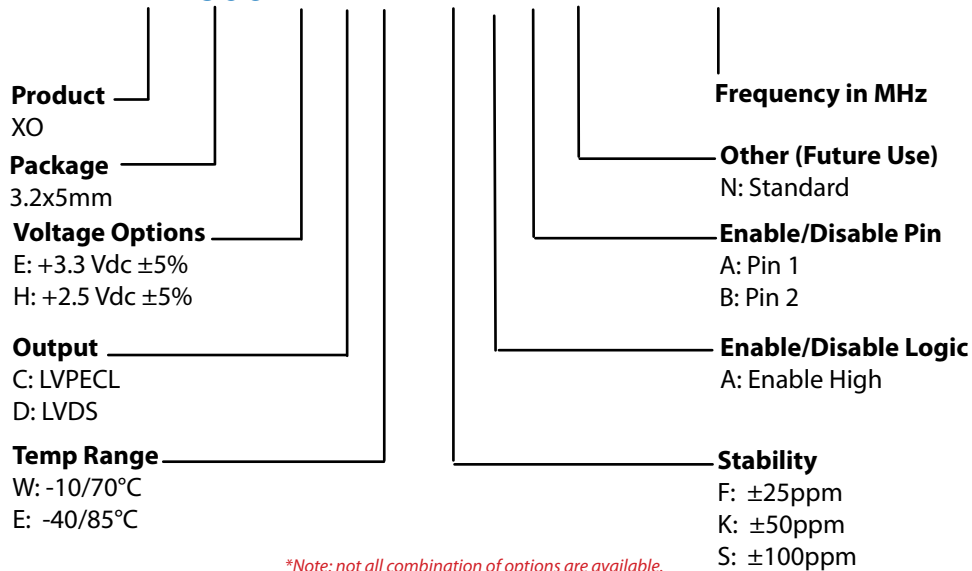 Product
XO
Package
3.2x5mm
Voltage Options
E: +3.3 Vdc ±5%
H: +2.5 Vdc ±5%
Output
C: LVPECL
D: LVDS
Temp Range
W: -10/70°C
E: -40/85°C
Frequency in MHz
Other (Future Use)
N: Standard
Enable/Disable Pin
A: Pin 1
B: Pin 2
Enable/Disable Logic
A: Enable High
Stability
F: ±25ppm
K: ±50ppm
S: ±100ppm
*Note: not all combination of options are available.